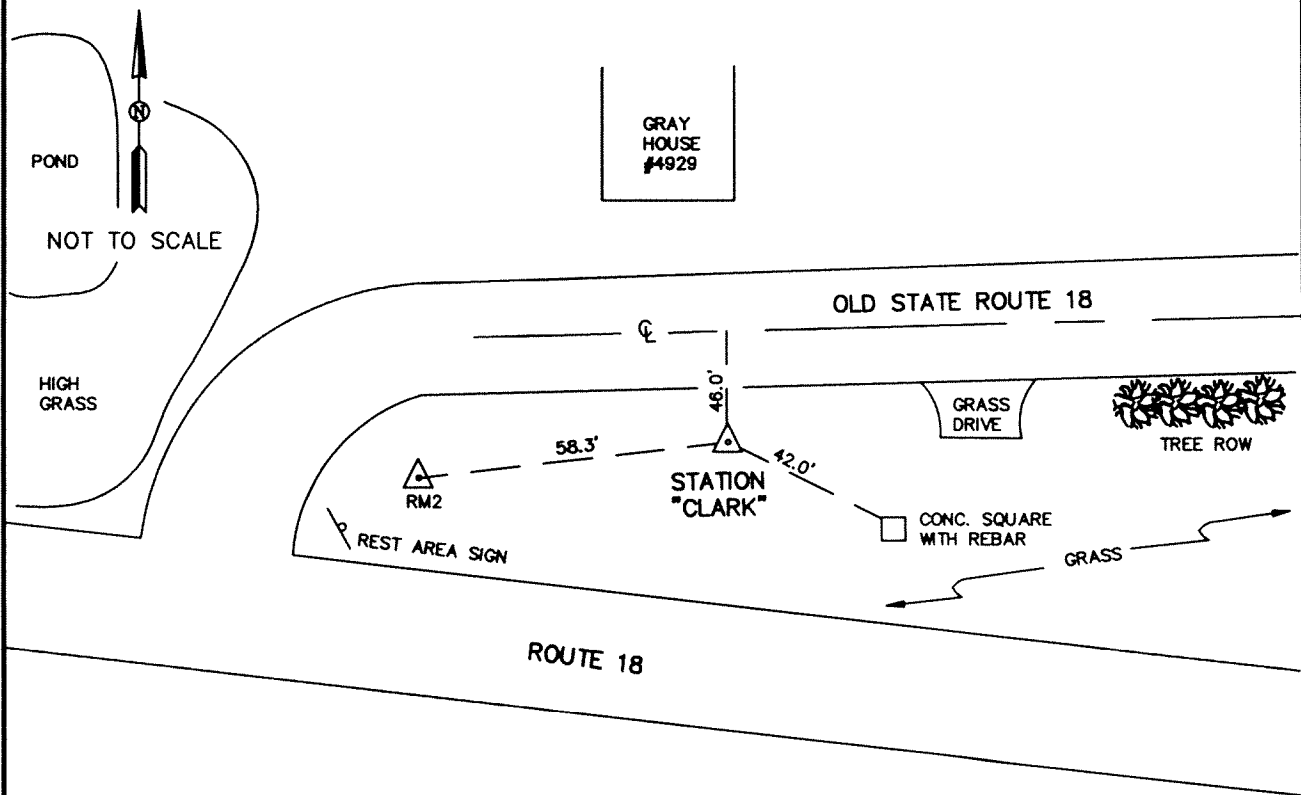 N
POND
NOT TO SCALE
GRAY
HOUSE
#4929
OLD STATE ROUTE 18
℄
HIGH
GRASS
46.0'
GRASS
DRIVE
TREE ROW
58.3'
42.0'
RM2
STATION
"CLARK"
CONC. SQUARE
WITH REBAR
REST AREA SIGN
GRASS
ROUTE 18